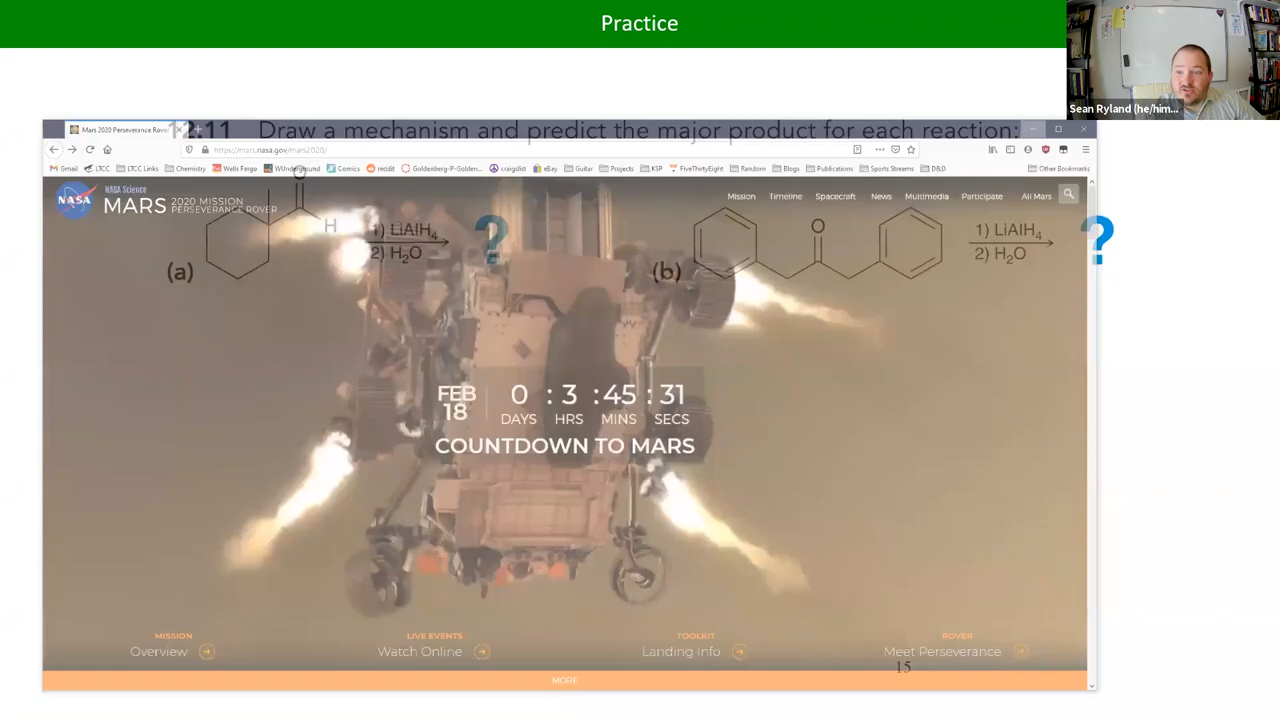 Practice
Sean Ryland (he/him...
12.11 Draw a mechanism and predict the major product for each reaction:
Mars 2020 Perseverance Rove
https://mars.nasa.gov/mars2020/
Gmail LTCC LTCC Links Chemistry Wells Fargo WUnderground Comics reddit Goldenberg-P-Golden... craigslist eBay Guitar Projects KSP FiveThirtyEight Random Blogs Publications Sports Streams D&D Other Bookmarks
NASA
NASA Science
MARS 2020 MISSION
PERSEVERANCE ROVER
Mission Timeline Spacecraft News Multimedia Participate All Mars
O
H
1) LiAlH4
2) H2O
?
(a)
O
1) LiAlH4
2) H2O
?
(b)
FEB
18
0 : 3 : 45 : 31
DAYS HRS MINS SECS
COUNTDOWN TO MARS
MISSION
Overview
LIVE EVENTS
Watch Online
TOOLKIT
Landing Info
ROVER
Meet Perseverance
15
MORE